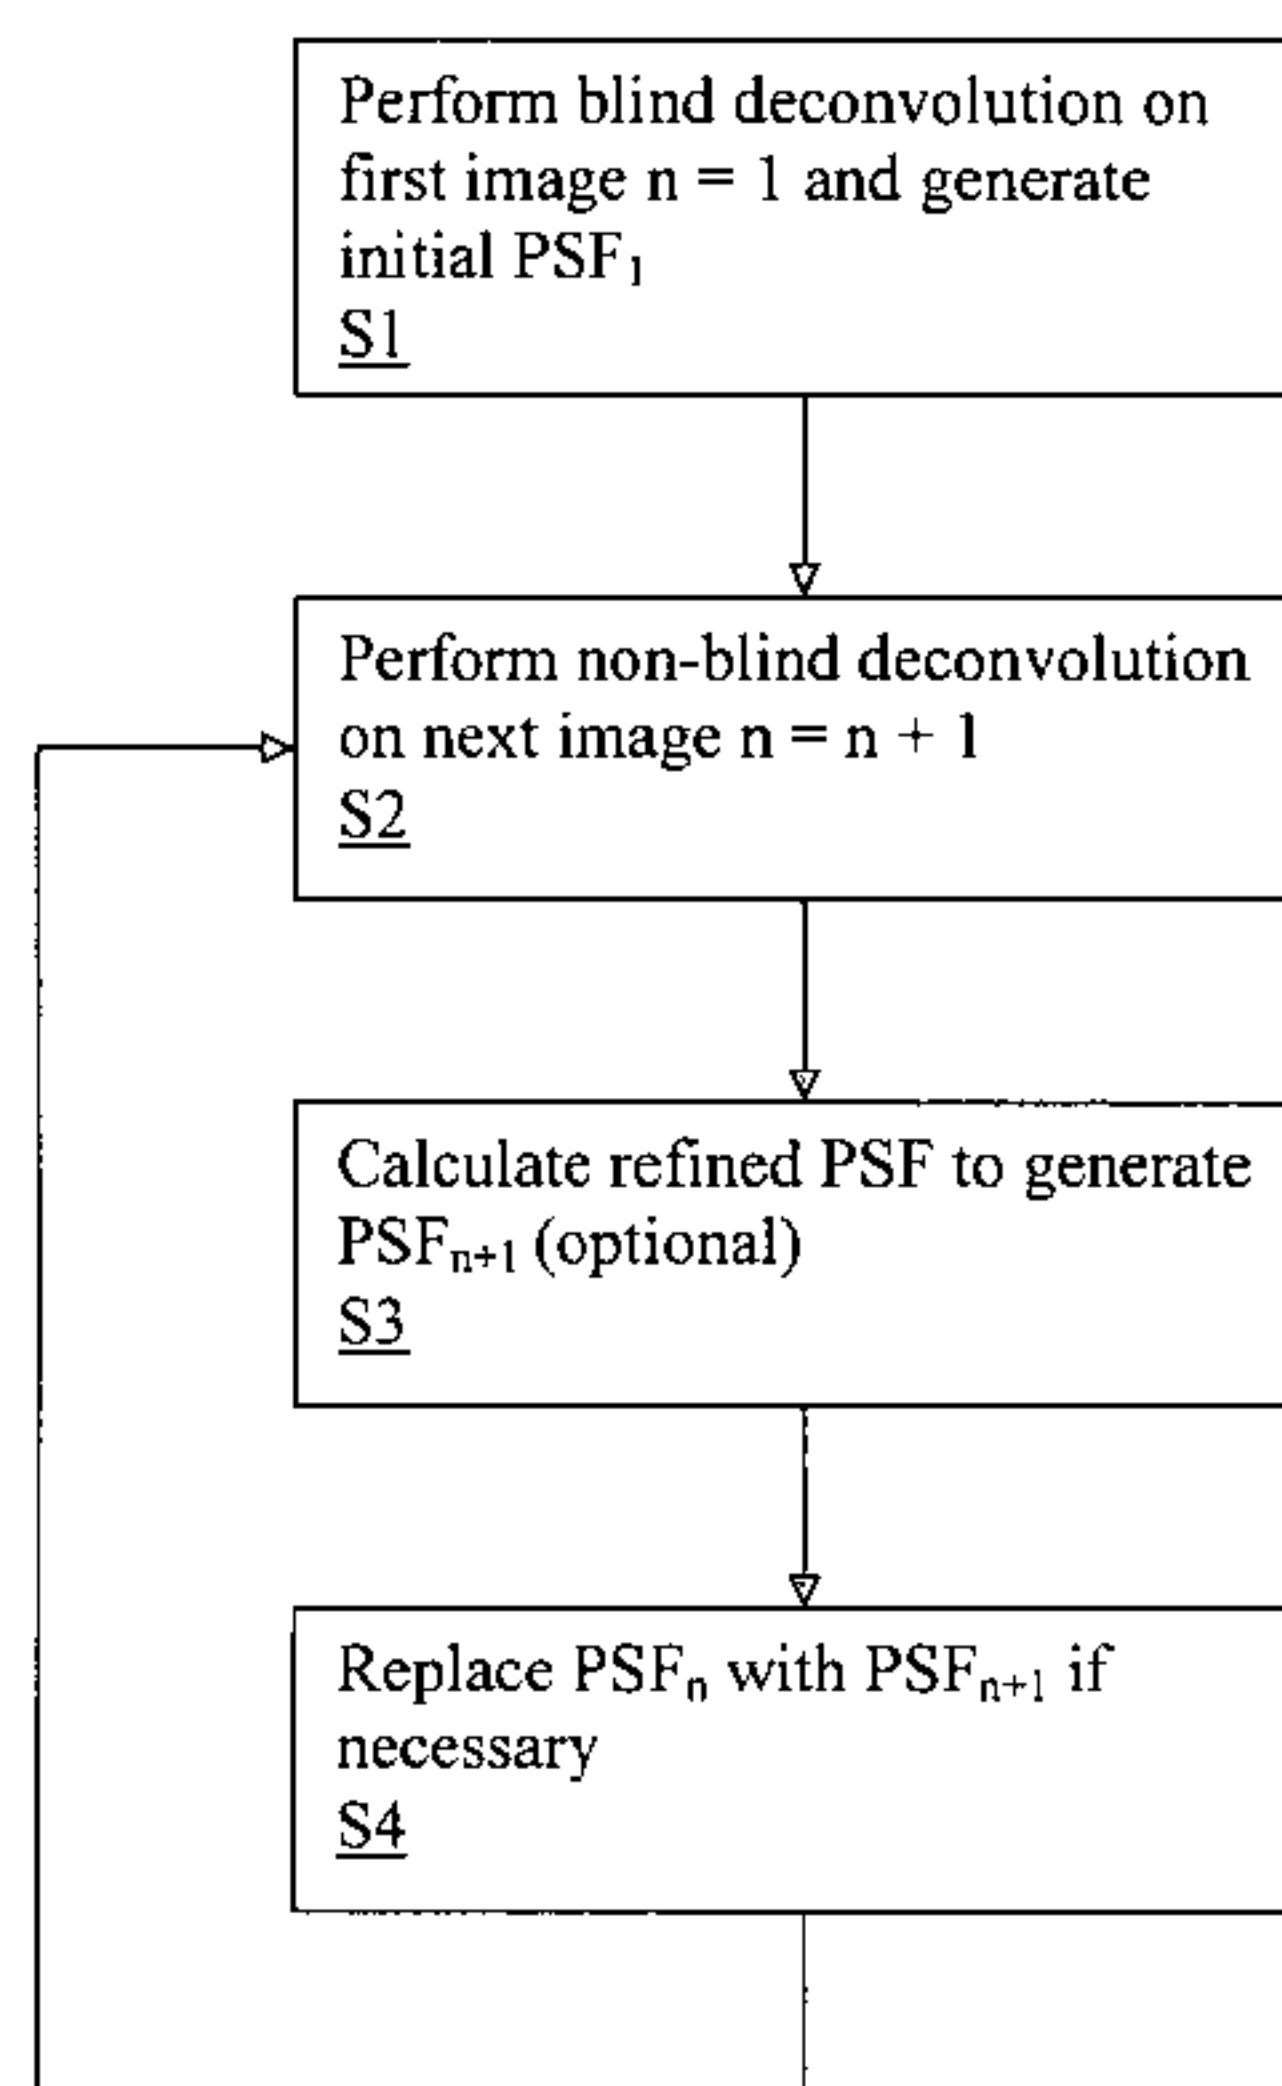 Perform blind deconvolution on
first image n = 1 and generate
initial PSF₁
S1
Perform non-blind deconvolution
on next image n = n + 1
S2
Calculate refined PSF to generate
PSFₙ₊₁ (optional)
S3
Replace PSFₙ with PSFₙ₊₁ if
necessary
S4